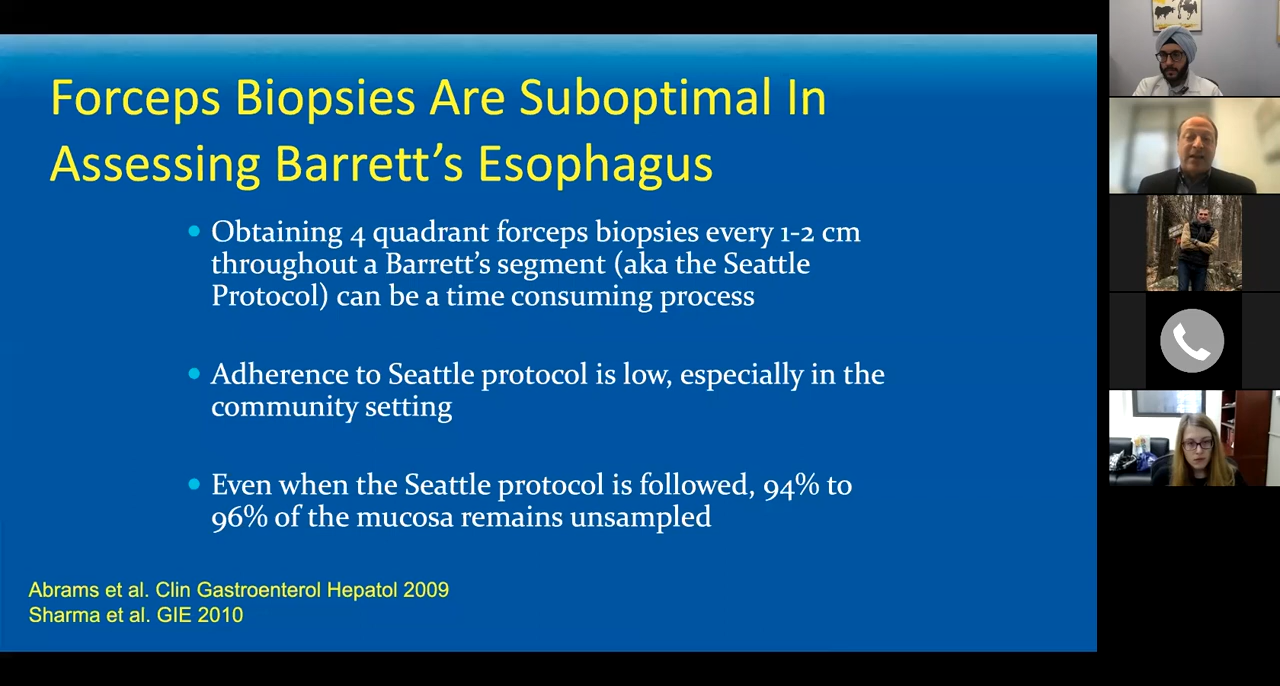 Forceps Biopsies Are Suboptimal In
Assessing Barrett’s Esophagus
• Obtaining 4 quadrant forceps biopsies every 1-2 cm
throughout a Barrett’s segment (aka the Seattle
Protocol) can be a time consuming process
• Adherence to Seattle protocol is low, especially in the
community setting
• Even when the Seattle protocol is followed, 94% to
96% of the mucosa remains unsampled
Abrams et al. Clin Gastroenterol Hepatol 2009
Sharma et al. GIE 2010